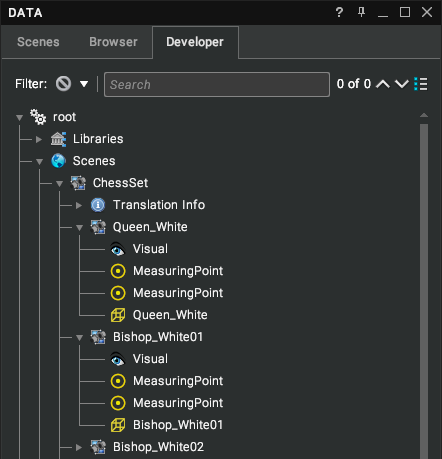 DATA ?
Scenes Browser Developer
Filter: Search 0 of 0
root
Libraries
Scenes
ChessSet
Translation Info
Queen_White
Visual
MeasuringPoint
MeasuringPoint
Queen_White
Bishop_White01
Visual
MeasuringPoint
MeasuringPoint
Bishop_White01
Bishop_White02